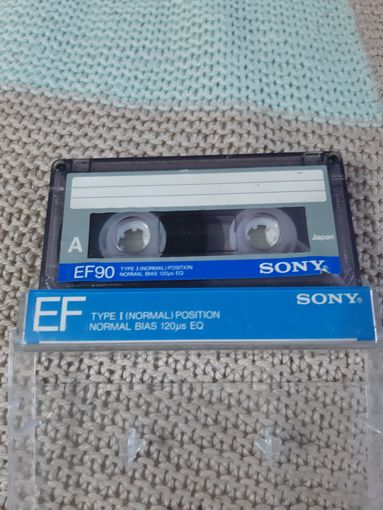 A
Japan
EF90 TYPE I (NORMAL) POSITION
NORMAL BIAS 120µs EQ
SONY®
EF TYPE I (NORMAL) POSITION
NORMAL BIAS 120µs EQ
SONY®